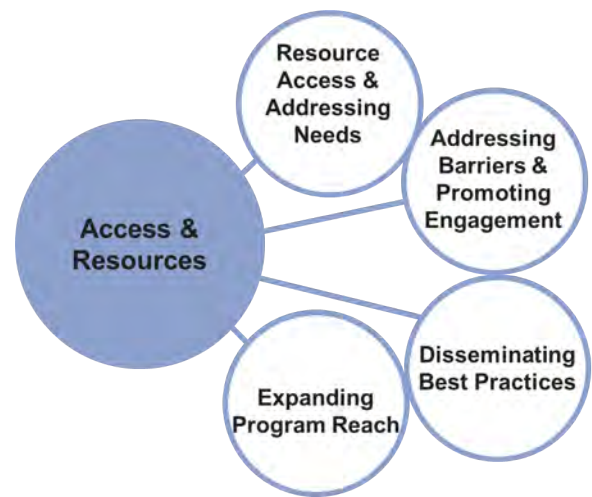 Resource
Access &
Addressing
Needs
Addressing
Barriers &
Promoting
Engagement
Access &
Resources
Disseminating
Best Practices
Expanding
Program Reach